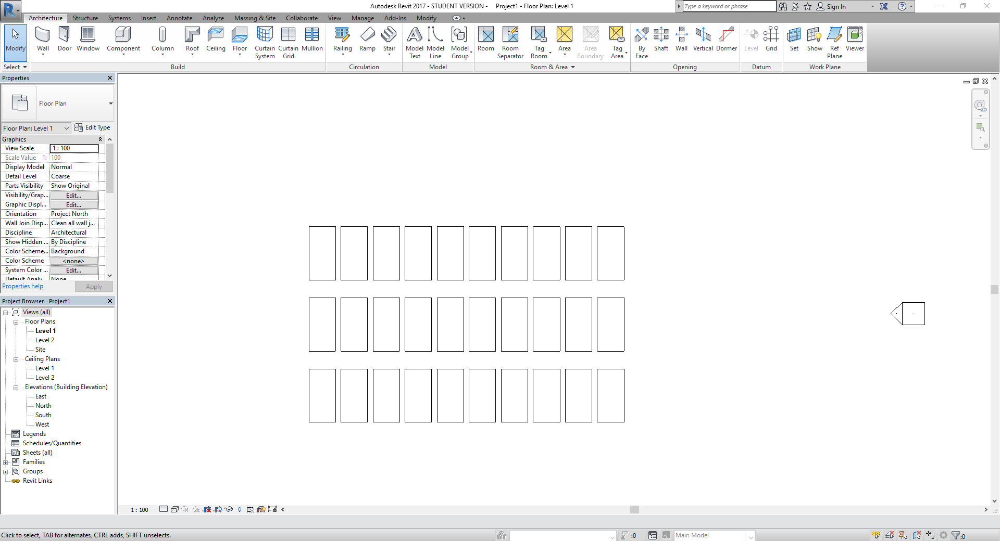 Autodesk Revit 2017 - STUDENT VERSION - Project1 - Floor Plan: Level 1
Type a keyword or phrase
Sign In
Architecture Structure Systems Insert Annotate Analyze Massing & Site Collaborate View Manage Add-Ins Modify
Modify Wall Door Window Component Column Roof Ceiling Floor Curtain System Curtain Grid Mullion Railing Ramp Stair Model Text Model Line Model Group Room Room Separator Tag Room Area Area Boundary Tag Area By Face Shaft Wall Vertical Dormer Level Grid Set Show Ref Plane Viewer
Select Build Circulation Model Room & Area Opening Datum Work Plane
Properties
Floor Plan
Floor Plan: Level 1 Edit Type
Graphics
View Scale 1 : 100
Scale Value 1: 100
Display Model Normal
Detail Level Coarse
Parts Visibility Show Original
Visibility/Grap... Edit...
Graphic Displ... Edit...
Orientation Project North
Wall Join Disp... Clean all wall j...
Discipline Architectural
Show Hidden ... By Discipline
Color Scheme... Background
Color Scheme <none>
System Color ... Edit...
Default Analy... None
Properties help Apply
Project Browser - Project1
Views (all)
Floor Plans
Level 1
Level 2
Site
Ceiling Plans
Level 1
Level 2
Elevations (Building Elevation)
East
North
South
West
Legends
Schedules/Quantities
Sheets (all)
Families
Groups
Revit Links
2D
1 : 100
Click to select, TAB for alternates, CTRL adds, SHIFT unselects.
:0
Main Model
:0